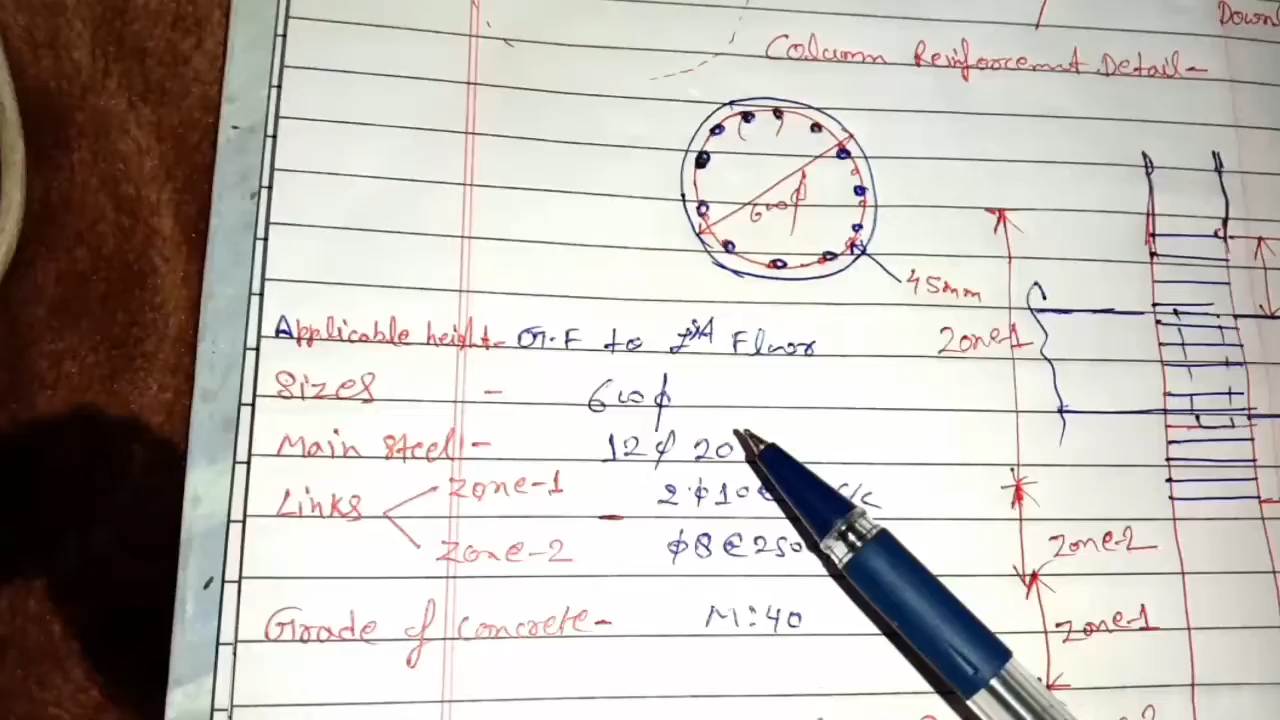 Down
Column Reinforcement Detail-
600ϕ
45mm
Applicable height- G.F to Floor
Zone-1
Sizes - 600ϕ
Main Steel - 12ϕ 20
Links Zone-1 - 2ϕ10@ c/c
Zone-2 ϕ8@250
Zone-2
Grade of concrete- M:40
Zone-1